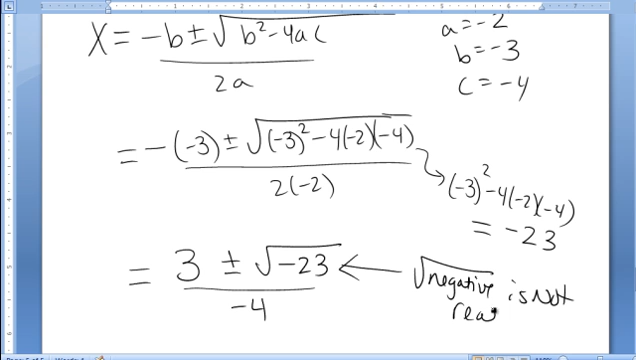 X = -b ± √b² - 4ac
2a
a = -2
b = -3
c = -4
= -(-3) ± √(-3)² - 4(-2)(-4)
2(-2)
(-3)² - 4(-2)(-4)
= -23
= 3 ± √-23
-4
√negative is not
rea